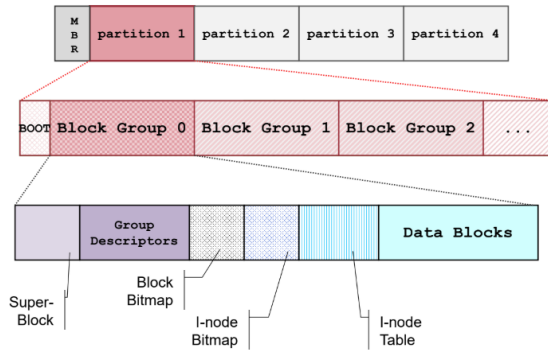 MBR
partition 1
partition 2
partition 3
partition 4
BOOT
Block Group 0
Block Group 1
Block Group 2
...
Group
Descriptors
Data Blocks
Super-
Block
Block
Bitmap
I-node
Bitmap
I-node
Table